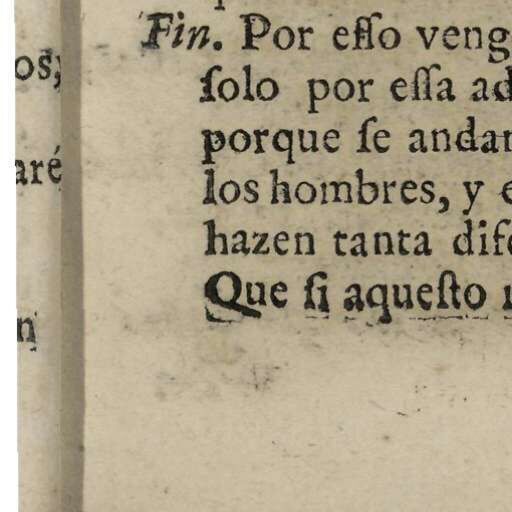 os,
aré
n
Fin. Por eſſo veng
ſolo por eſſa ad
porque ſe andan
los hombres, y e
hazen tanta dife
Que ſi aqueſto